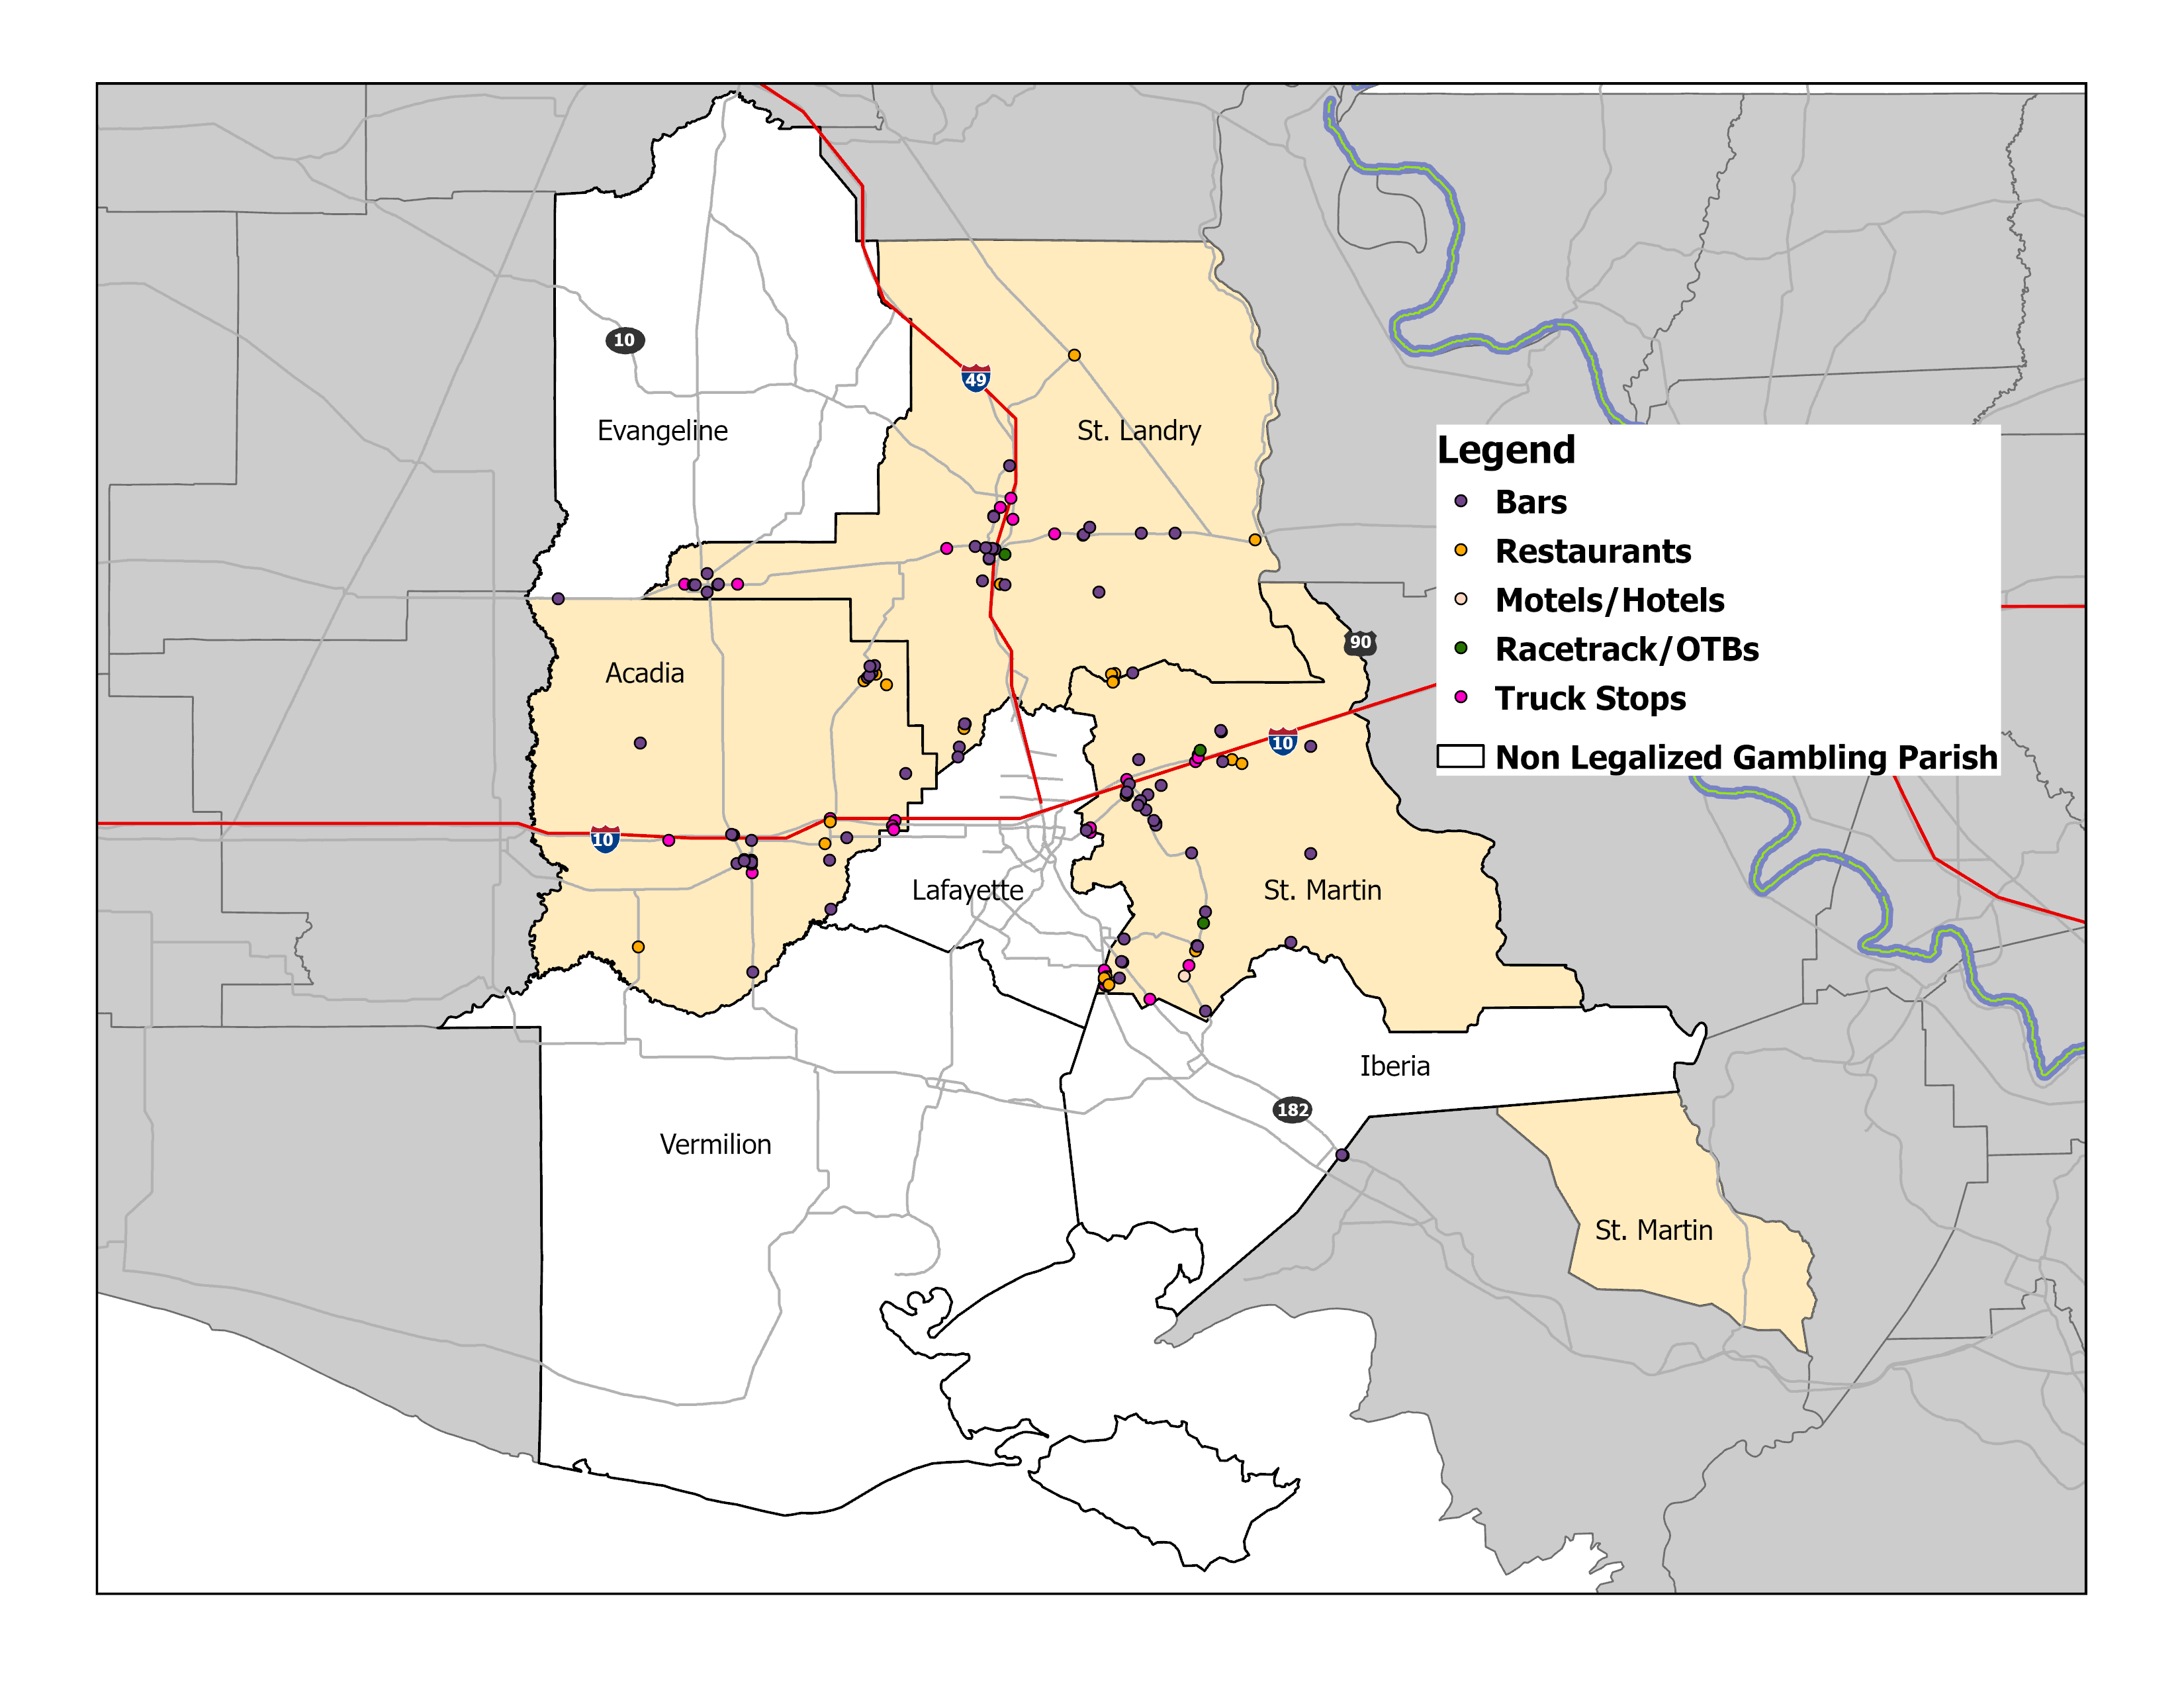 10
49
Evangeline
St. Landry
Legend
Bars
Restaurants
Motels/Hotels
Racetrack/OTBs
Truck Stops
Non Legalized Gambling Parish
90
Acadia
10
10
Lafayette
St. Martin
Iberia
182
Vermilion
St. Martin